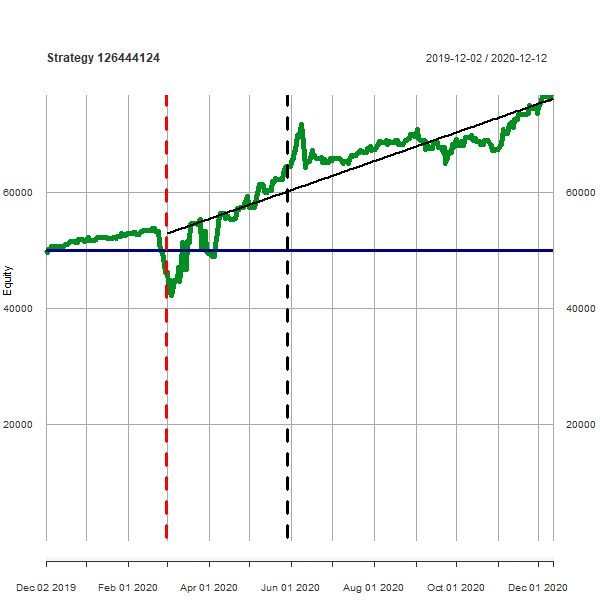 Strategy 126444124
2019-12-02 / 2020-12-12
60000
60000
Equity
40000
40000
20000
20000
Dec 02 2019
Feb 01 2020
Apr 01 2020
Jun 01 2020
Aug 01 2020
Oct 01 2020
Dec 01 2020